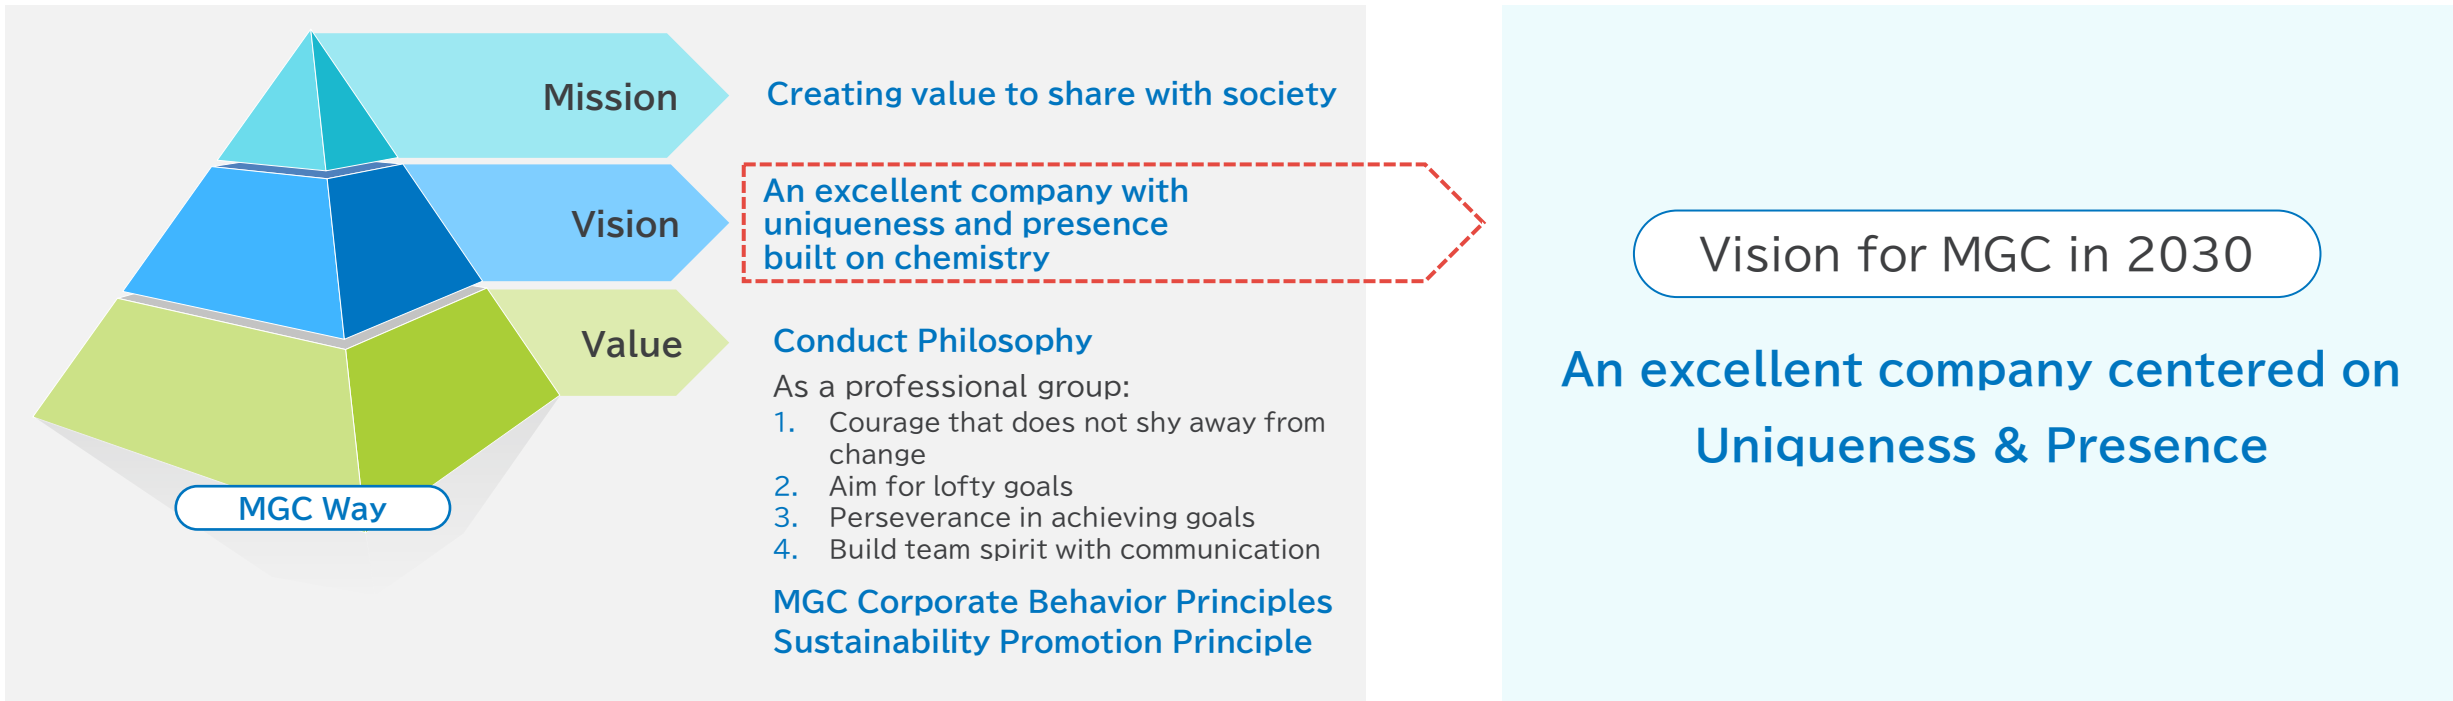 Mission
Creating value to share with society
Vision
An excellent company with
uniqueness and presence
built on chemistry
Value
Conduct Philosophy
As a professional group:
1. Courage that does not shy away from
change
2. Aim for lofty goals
3. Perseverance in achieving goals
4. Build team spirit with communication
MGC Corporate Behavior Principles
Sustainability Promotion Principle
MGC Way
Vision for MGC in 2030
An excellent company centered on
Uniqueness & Presence